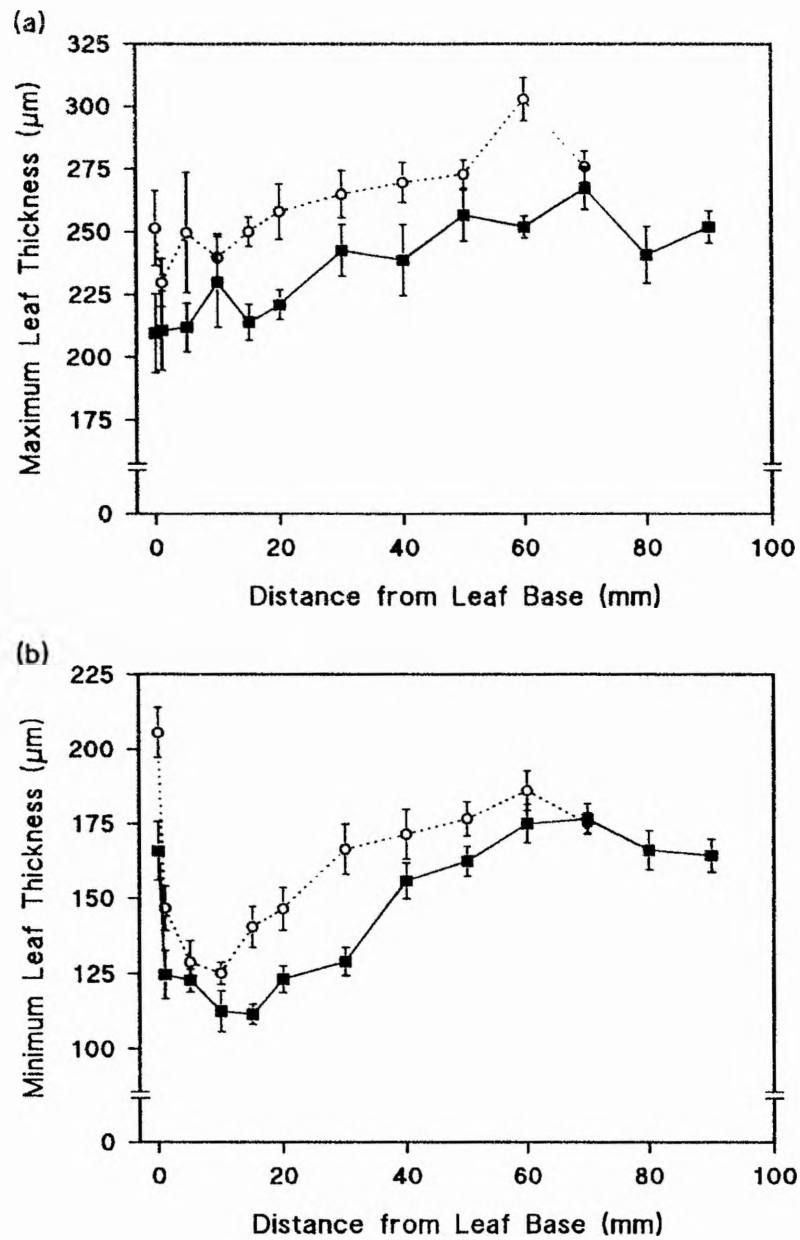 (a)
325
300
275
250
225
200
175
0
Maximum Leaf Thickness (μm)
0 20 40 60 80 100
Distance from Leaf Base (mm)
(b)
225
200
175
150
125
100
0
Minimum Leaf Thickness (μm)
0 20 40 60 80 100
Distance from Leaf Base (mm)